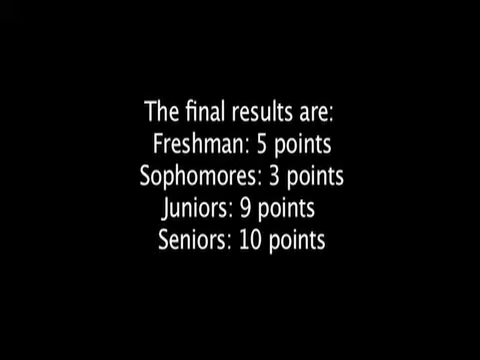 The final results are:
Freshman: 5 points
Sophomores: 3 points
Juniors: 9 points
Seniors: 10 points